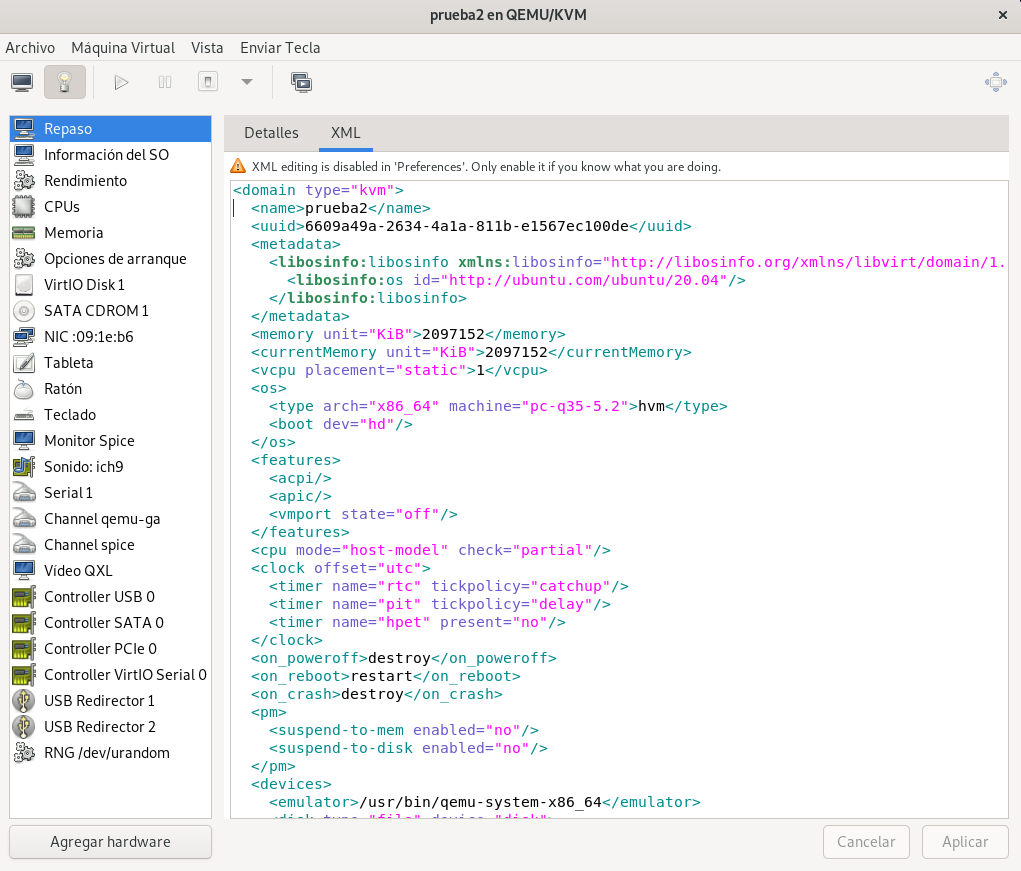 prueba2 en QEMU/KVM
Archivo Máquina Virtual Vista Enviar Tecla
Repaso
Información del SO
Rendimiento
CPUs
Memoria
Opciones de arranque
VirtIO Disk 1
SATA CDROM 1
NIC :09:1e:b6
Tableta
Ratón
Teclado
Monitor Spice
Sonido: ich9
Serial 1
Channel qemu-ga
Channel spice
Vídeo QXL
Controller USB 0
Controller SATA 0
Controller PCIe 0
Controller VirtIO Serial 0
USB Redirector 1
USB Redirector 2
RNG /dev/urandom
Agregar hardware
Detalles XML
XML editing is disabled in 'Preferences'. Only enable it if you know what you are doing.
<domain type="kvm">
  <name>prueba2</name>
  <uuid>6609a49a-2634-4a1a-811b-e1567ec100de</uuid>
  <metadata>
    <libosinfo:libosinfo xmlns:libosinfo="http://libosinfo.org/xmlns/libvirt/domain/1.
      <libosinfo:os id="http://ubuntu.com/ubuntu/20.04"/>
    </libosinfo:libosinfo>
  </metadata>
  <memory unit="KiB">2097152</memory>
  <currentMemory unit="KiB">2097152</currentMemory>
  <vcpu placement="static">1</vcpu>
  <os>
    <type arch="x86_64" machine="pc-q35-5.2">hvm</type>
    <boot dev="hd"/>
  </os>
  <features>
    <acpi/>
    <apic/>
    <vmport state="off"/>
  </features>
  <cpu mode="host-model" check="partial"/>
  <clock offset="utc">
    <timer name="rtc" tickpolicy="catchup"/>
    <timer name="pit" tickpolicy="delay"/>
    <timer name="hpet" present="no"/>
  </clock>
  <on_poweroff>destroy</on_poweroff>
  <on_reboot>restart</on_reboot>
  <on_crash>destroy</on_crash>
  <pm>
    <suspend-to-mem enabled="no"/>
    <suspend-to-disk enabled="no"/>
  </pm>
  <devices>
    <emulator>/usr/bin/qemu-system-x86_64</emulator>
    <disk type="file" device="disk">
Cancelar Aplicar